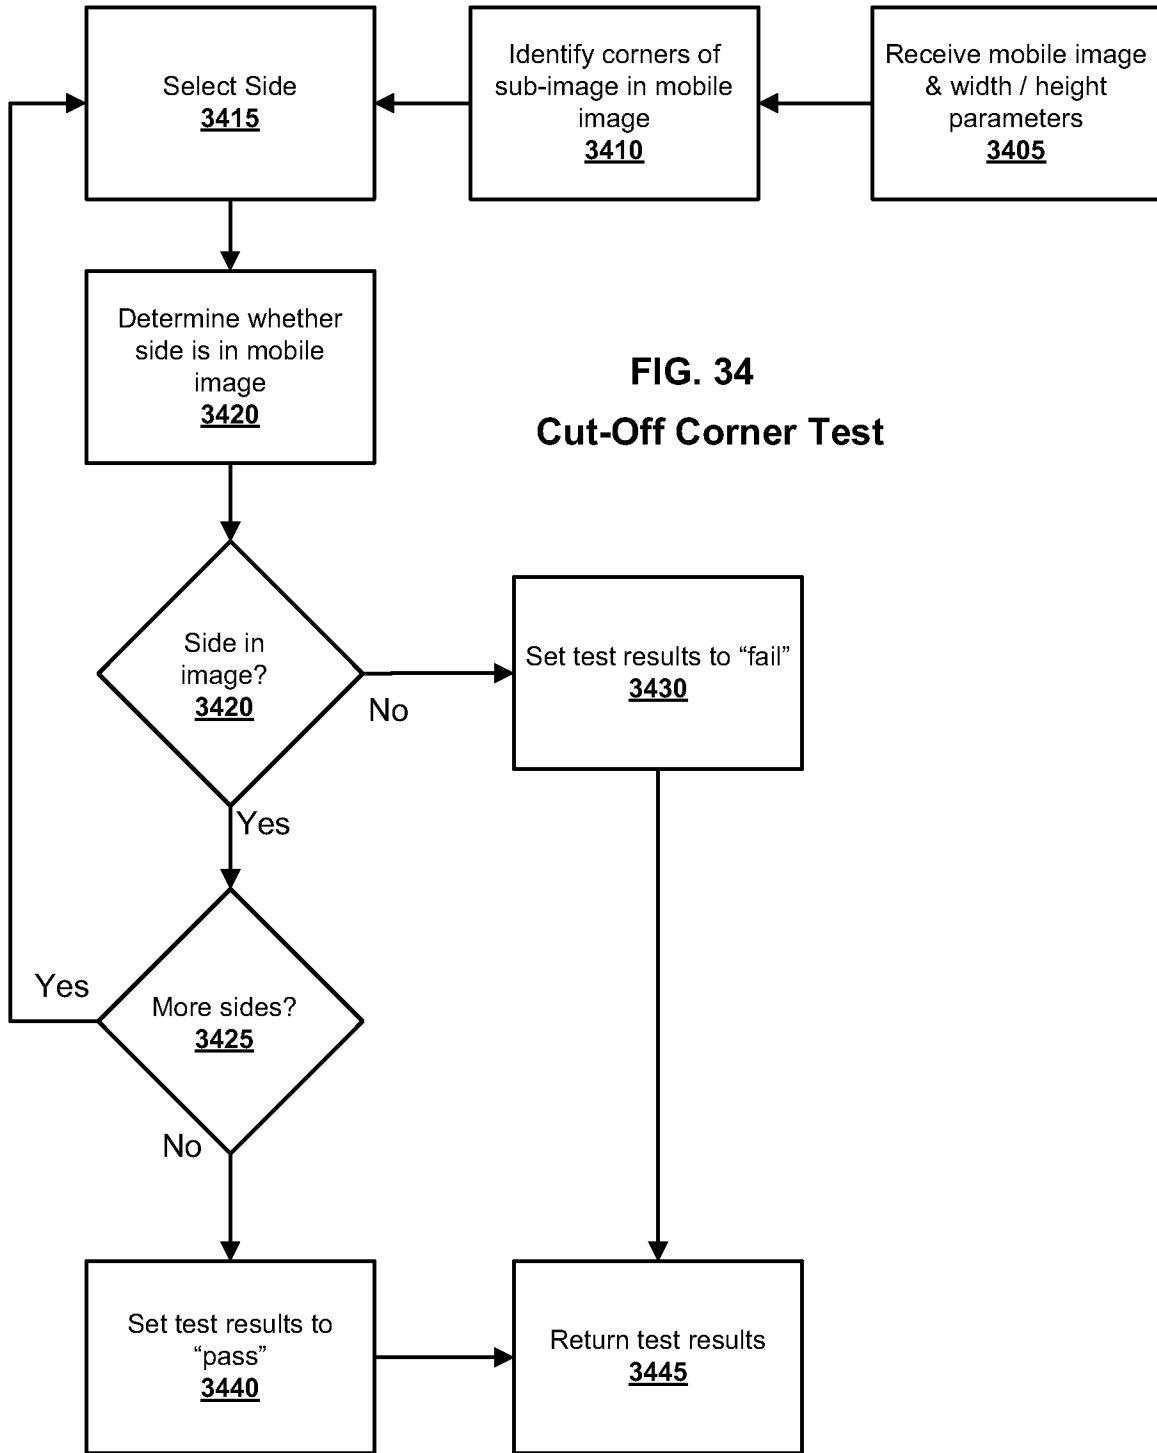 Select Side
3415
Identify corners of
sub-image in mobile
image
3410
Receive mobile image
& width / height
parameters
3405
Determine whether
side is in mobile
image
3420
FIG. 34
Cut-Off Corner Test
Side in
image?
3420
No
Set test results to “fail”
3430
Yes
Yes
More sides?
3425
No
Set test results to
“pass”
3440
Return test results
3445